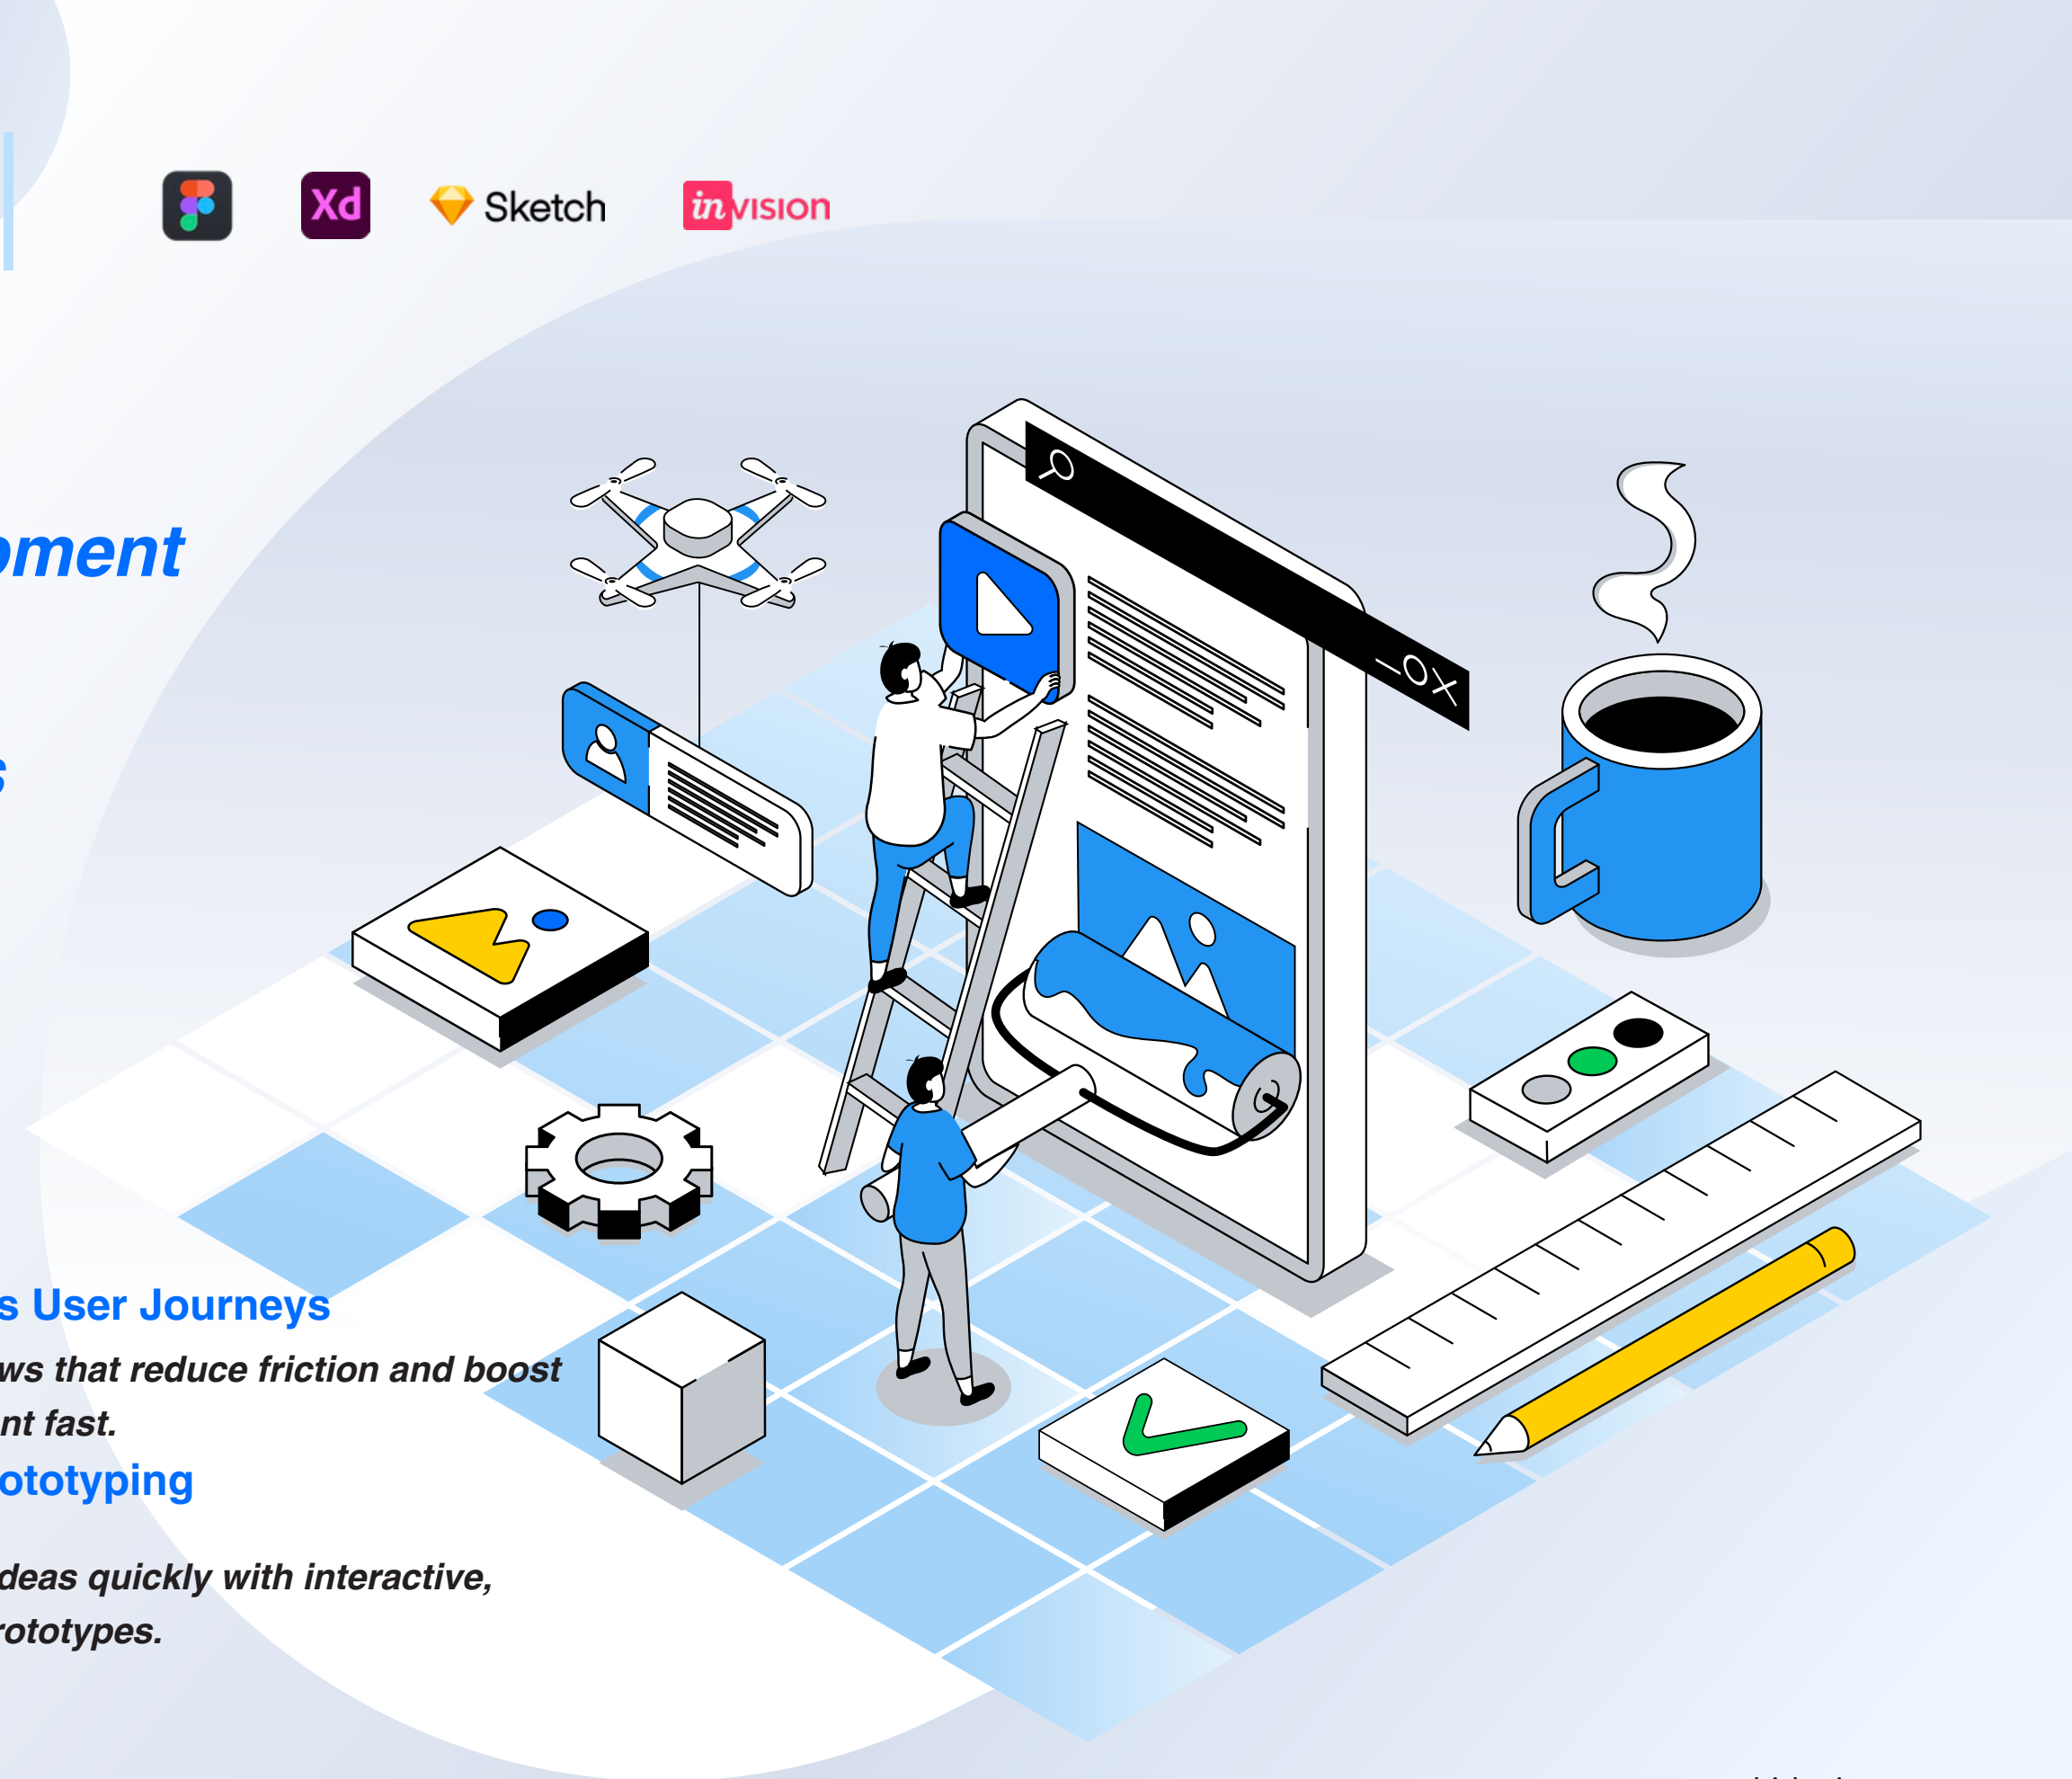 Xd
Sketch
invision
pment
s
s User Journeys
ws that reduce friction and boost
nt fast.
ototyping
deas quickly with interactive,
rototypes.